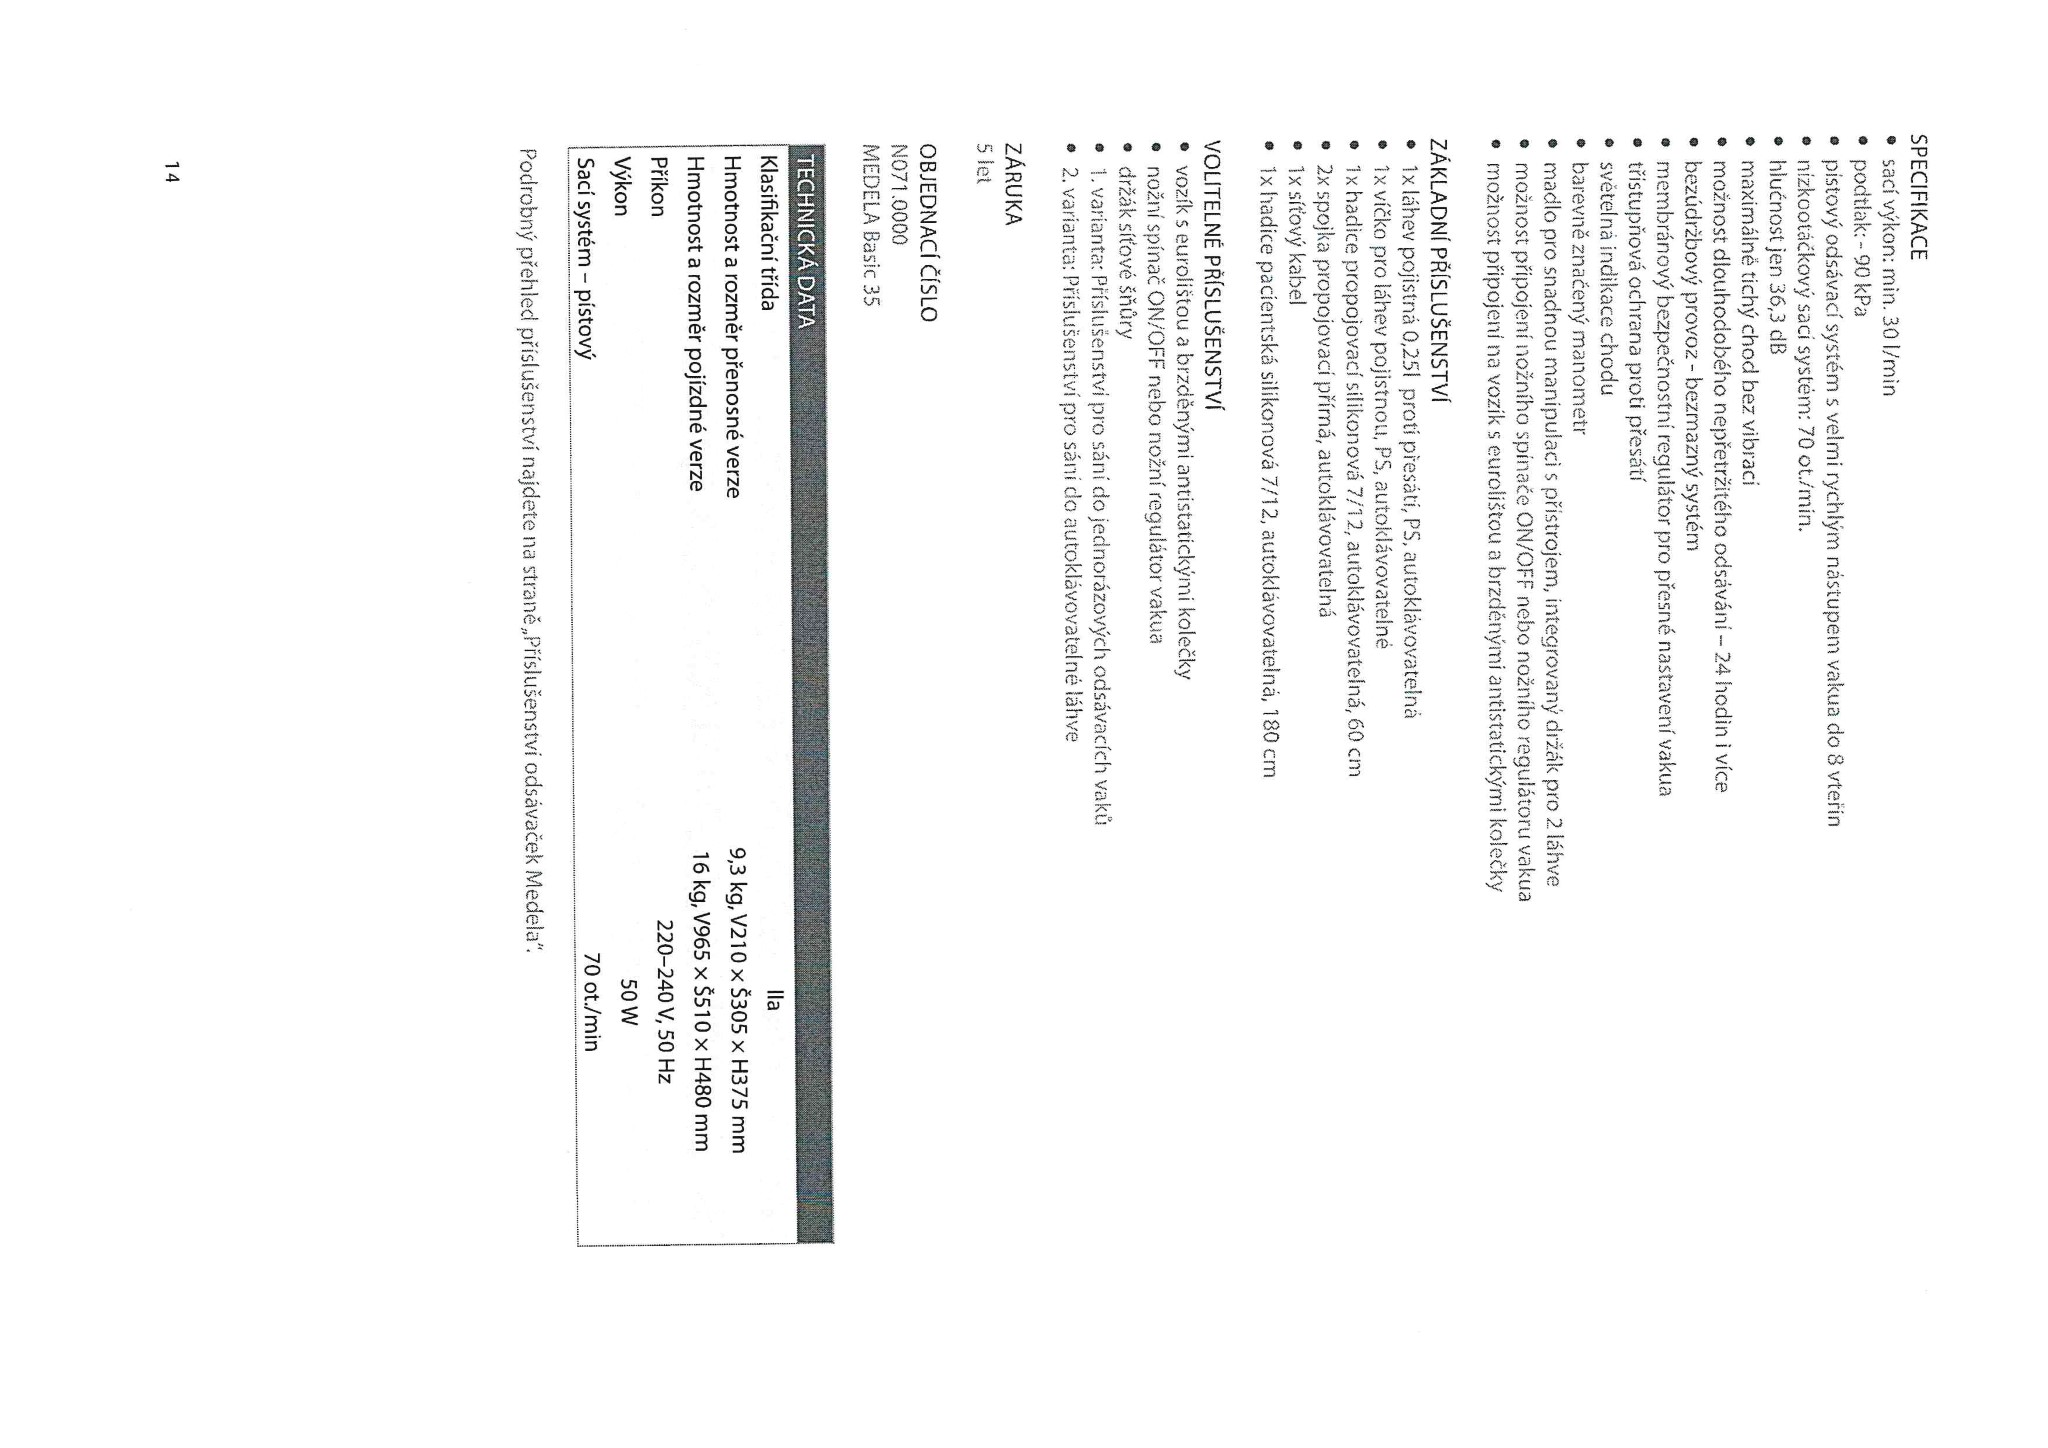 SPECIFIKACE
• sací výkon: min. 30 l/min
• podtlak: - 90 kPa
• pístový odsávací systém s velmi rychlým nástupem vakua do 8 vteřin
• nízkootáčkový sací systém: 70 ot./min.
• hlučnost jen 36,3 dB
• maximálně tichý chod bez vibrací
• možnost dlouhodobého nepřetržitého odsávání – 24 hodin i více
• bezúdržbový provoz - bezmazný systém
• membránový bezpečnostní regulátor pro přesné nastavení vakua
• třístupňová ochrana proti přesátí
• světelná indikace chodu
• barevně značený manometr
• madlo pro snadnou manipulaci s přístrojem, integrovaný držák pro 2 láhve
• možnost připojení nožního spínače ON/OFF nebo nožního regulátoru vakua
• možnost připojení na vozík s eurolištou a brzděnými antistatickými kolečky
ZÁKLADNÍ PŘÍSLUŠENSTVÍ
• 1x láhev pojistná 0,25l proti přesátí, PS, autoklávovatelná
• 1x víčko pro láhev pojistnou, PS, autoklávovatelné
• 1x hadice propojovací silikonová 7/12, autoklávovatelná, 60 cm
• 2x spojka propojovací přímá, autoklávovatelná
• 1x síťový kabel
• 1x hadice pacientská silikonová 7/12, autoklávovatelná, 180 cm
VOLITELNÉ PŘÍSLUŠENSTVÍ
• vozík s eurolištou a brzděnými antistatickými kolečky
• nožní spínač ON/OFF nebo nožní regulátor vakua
• držák síťové šňůry
• 1. varianta: Příslušenství pro sání do jednorázových odsávacích vaků
• 2. varianta: Příslušenství pro sání do autoklávovatelné láhve
ZÁRUKA
5 let
OBJEDNACÍ ČÍSLO
N071.0000
MEDELA Basic 35
TECHNICKÁ DATA
Klasifikační třída IIa
Hmotnost a rozměr přenosné verze 9,3 kg, V210 × Š305 × H375 mm
Hmotnost a rozměr pojízdné verze 16 kg, V965 × Š510 × H480 mm
Příkon 220–240 V, 50 Hz
Výkon 50 W
Sací systém – pístový 70 ot./min
Podrobný přehled příslušenství najdete na straně „Příslušenství odsávaček Medela“.
14